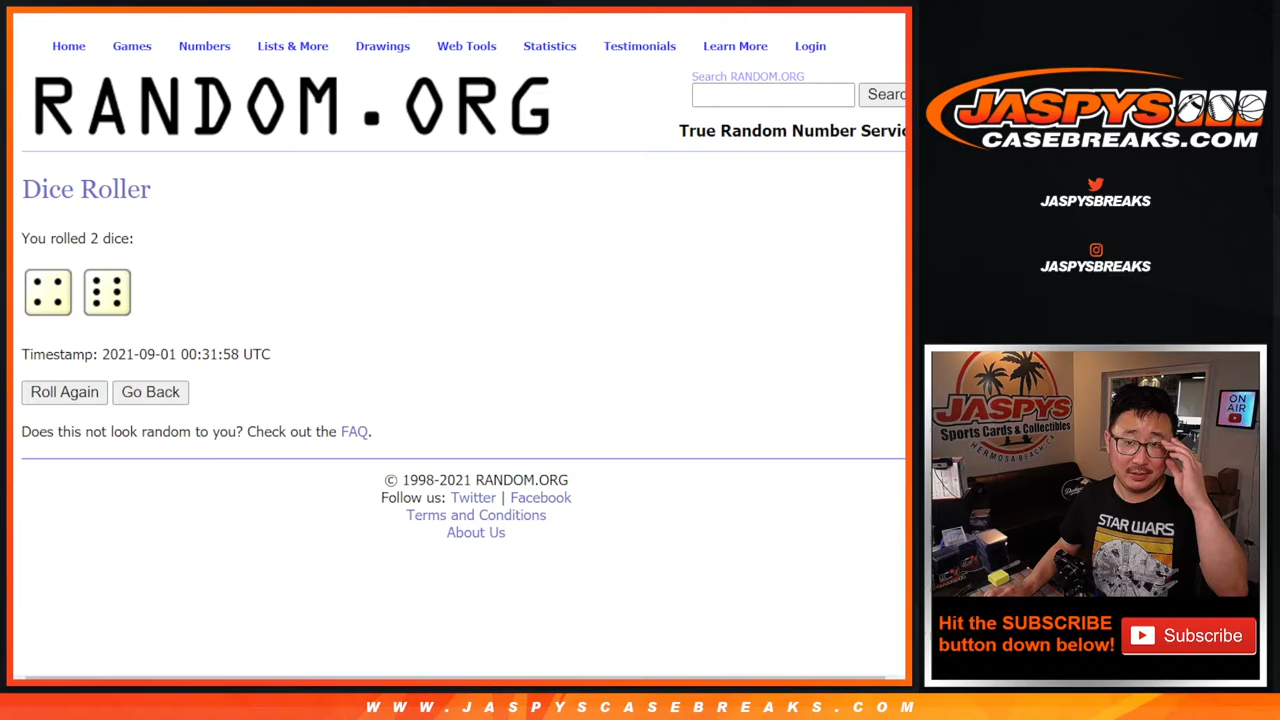 Home Games Numbers Lists & More Drawings Web Tools Statistics Testimonials Learn More Login
RANDOM.ORG
Search RANDOM.ORG
Searc
True Random Number Servic
Dice Roller
You rolled 2 dice:
Timestamp: 2021-09-01 00:31:58 UTC
Roll Again Go Back
Does this not look random to you? Check out the FAQ.
© 1998-2021 RANDOM.ORG
Follow us: Twitter | Facebook
Terms and Conditions
About Us
JASPYS
CASEBREAKS.COM
JASPYSBREAKS
JASPYSBREAKS
JASPYS
Sports Cards & Collectibles
HERMOSA BEACH, CA
ON
AIR
STAR WARS
Hit the SUBSCRIBE
button down below!
Subscribe
WWW.JASPYSCASEBREAKS.COM